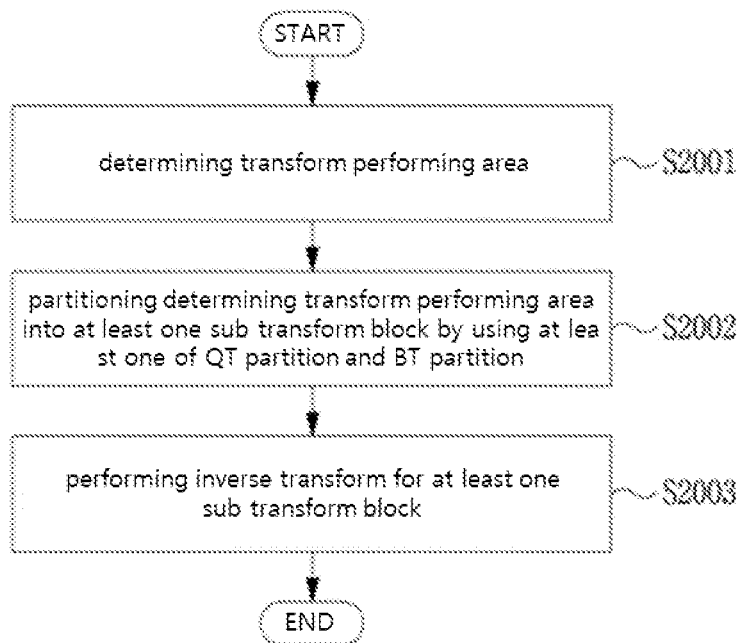 START
determining transform performing area
S2001
partitioning determining transform performing area
into at least one sub transform block by using at lea
st one of QT partition and BT partition
S2002
performing inverse transform for at least one
sub transform block
S2003
END